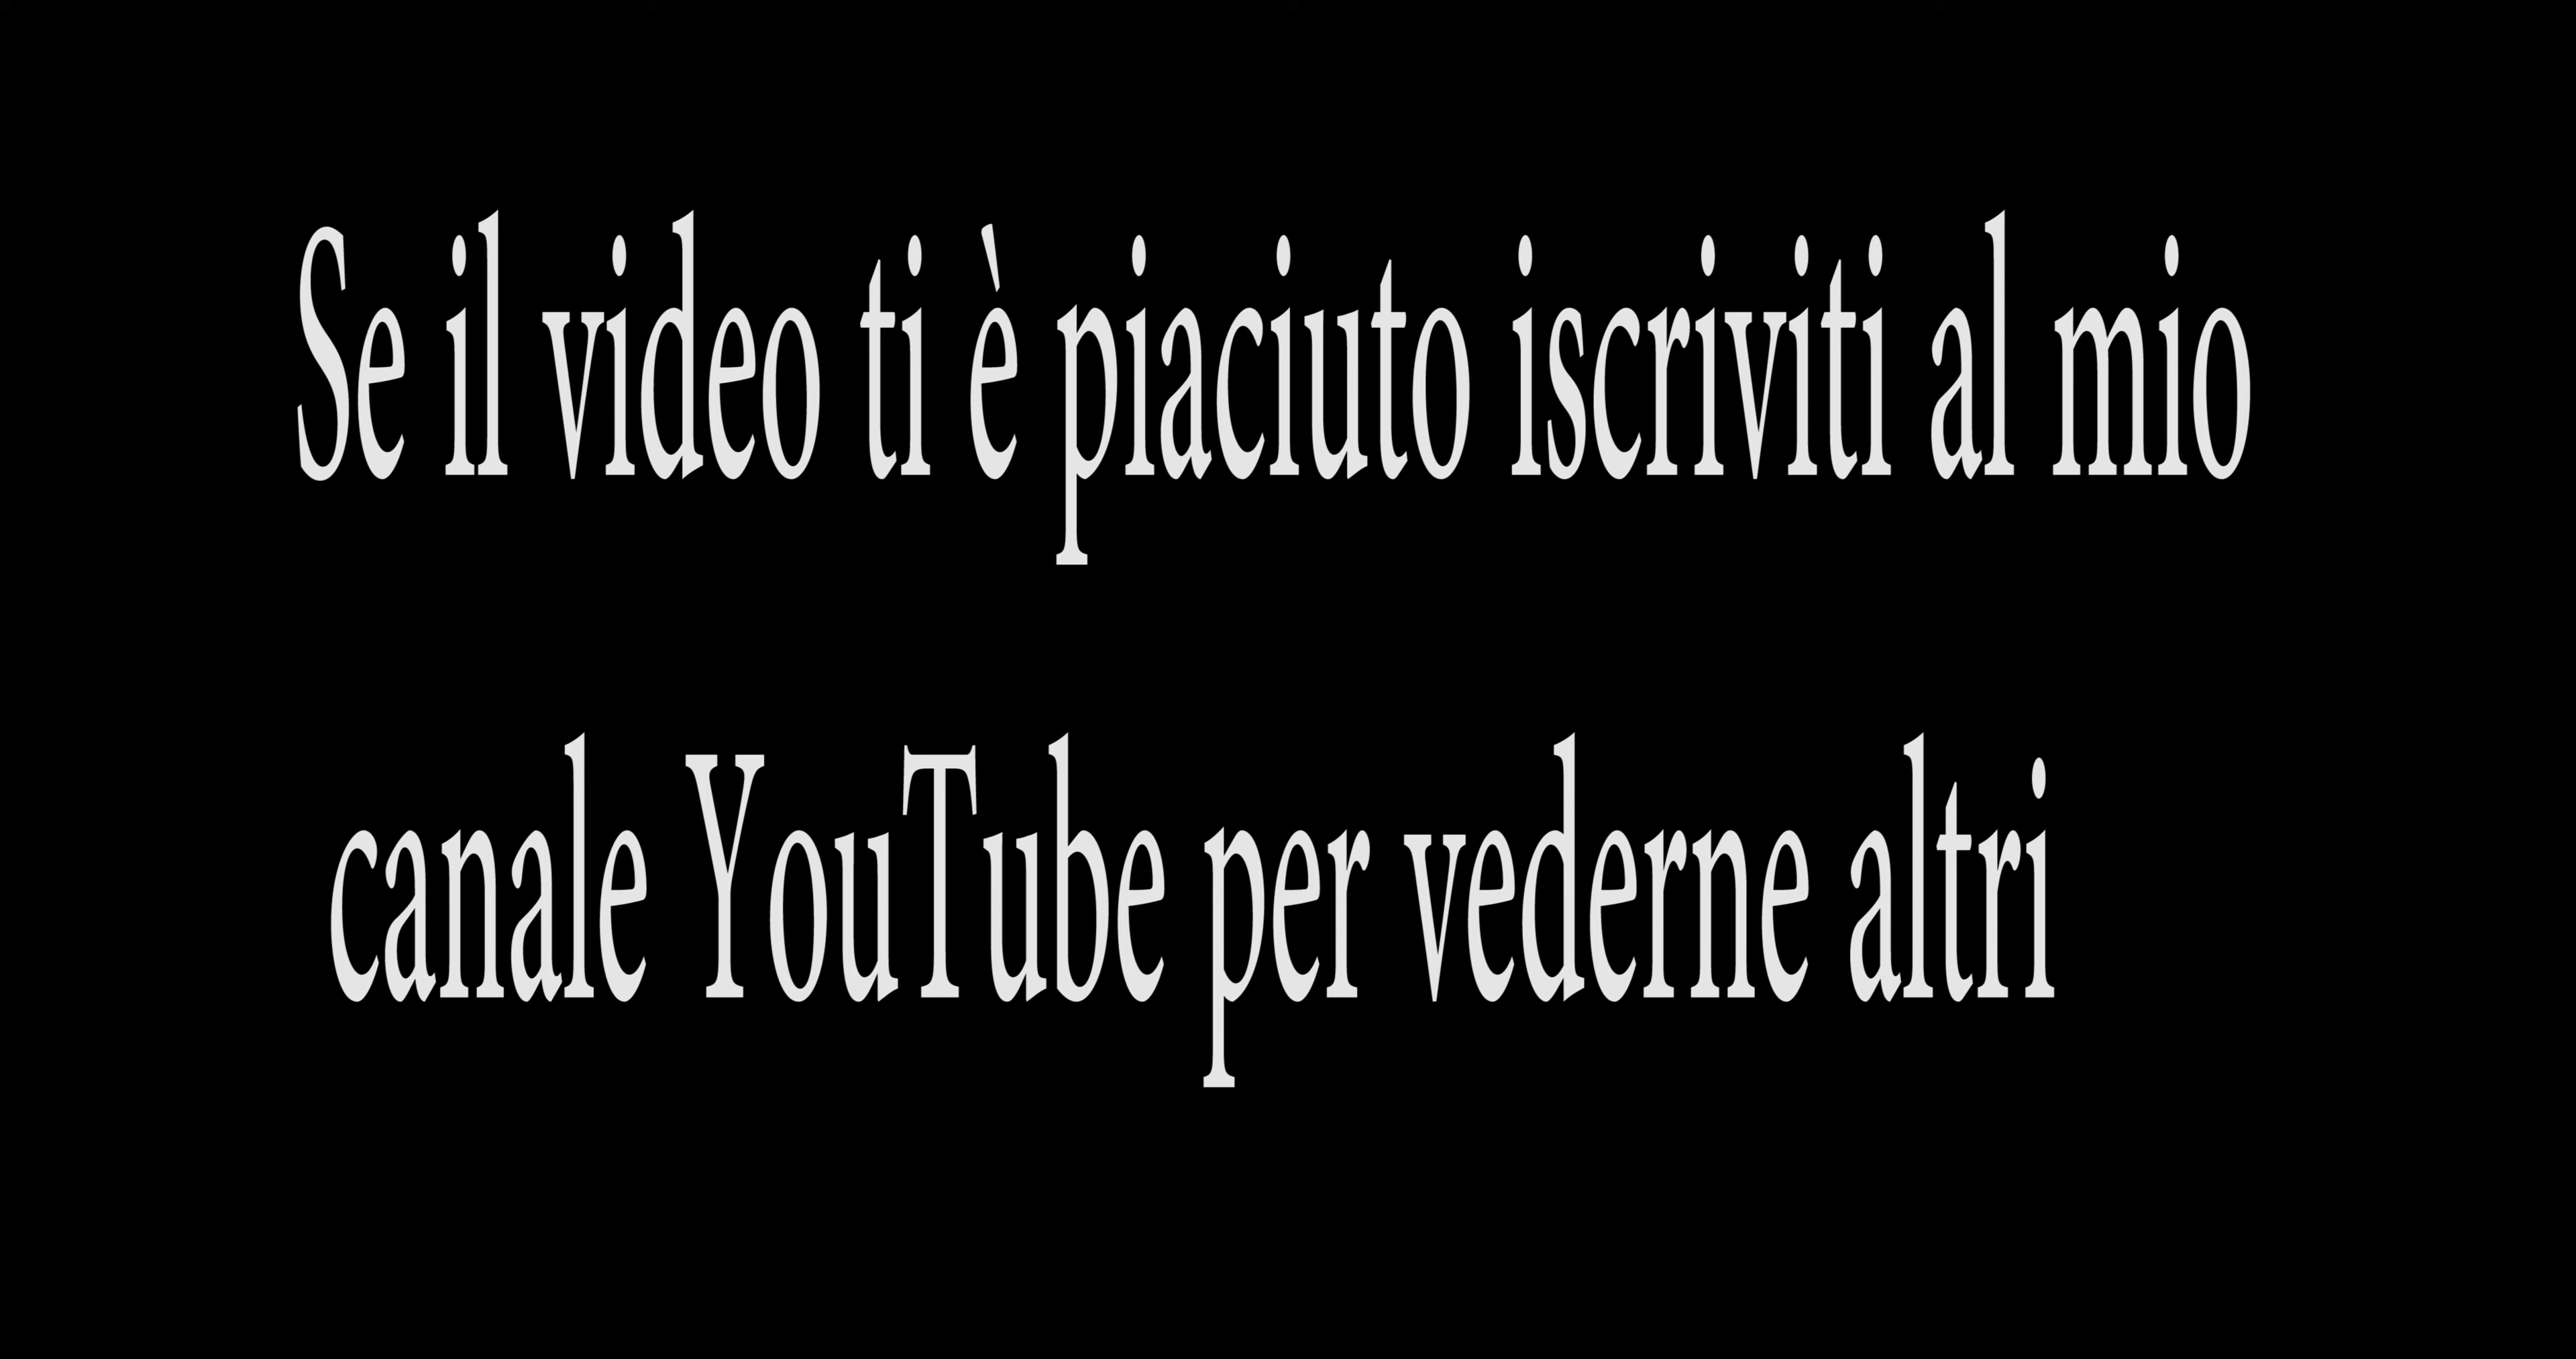 Se il video ti è piaciuto iscriviti al mio
canale YouTube per vederne altri